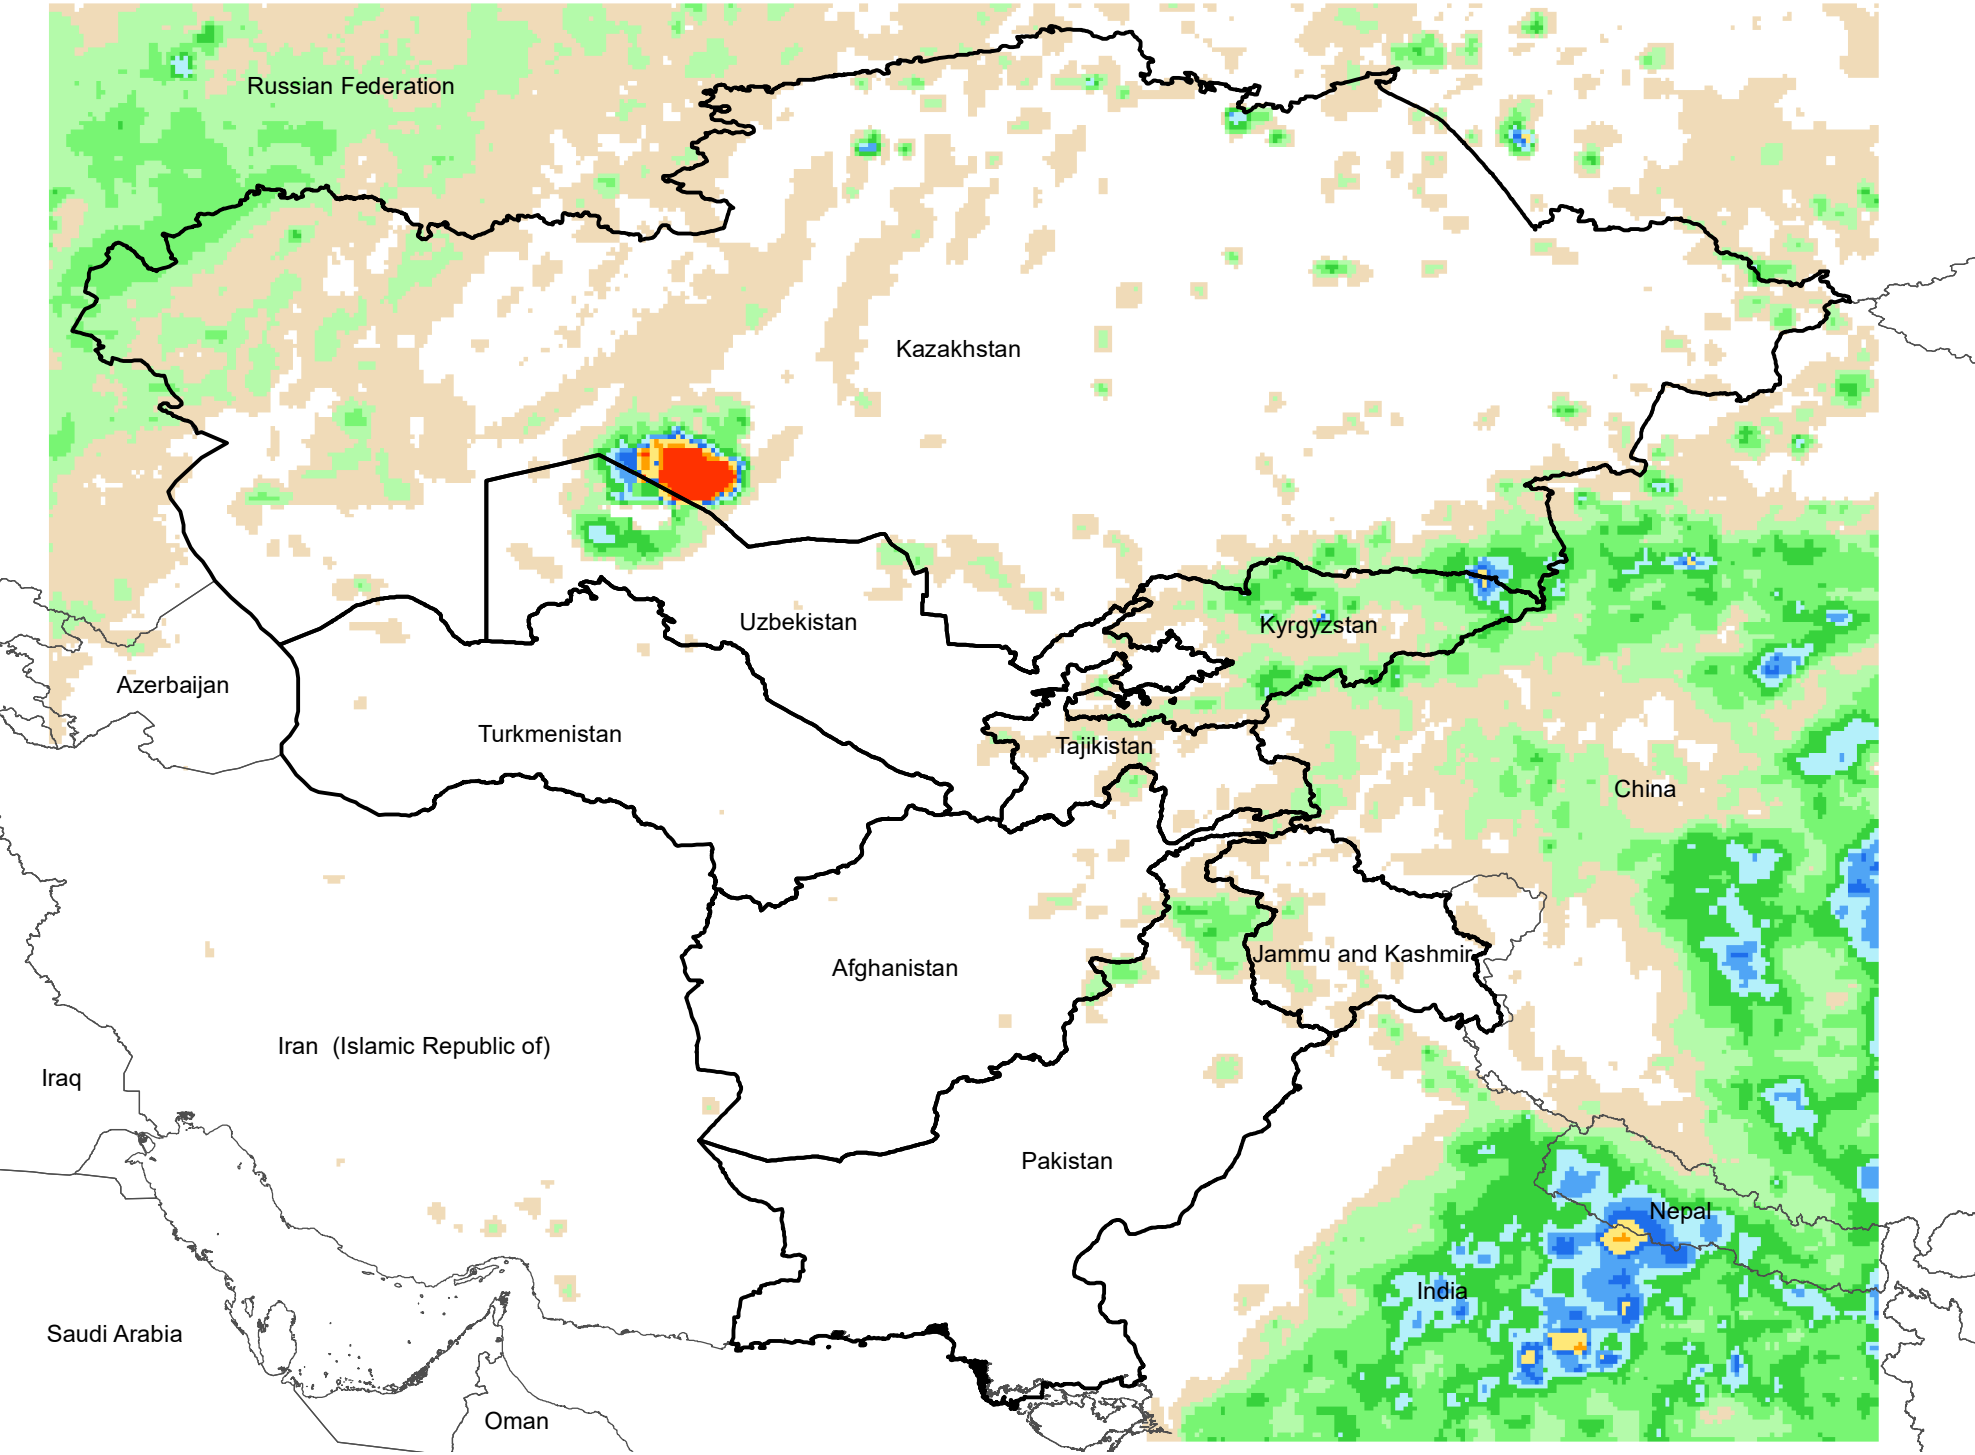 Russian Federation
Kazakhstan
Uzbekistan
Kyrgyzstan
Azerbaijan
Turkmenistan
Tajikistan
China
Jammu and Kashmir
Afghanistan
Iran  (Islamic Republic of)
Iraq
Pakistan
Nepal
India
Saudi Arabia
Oman